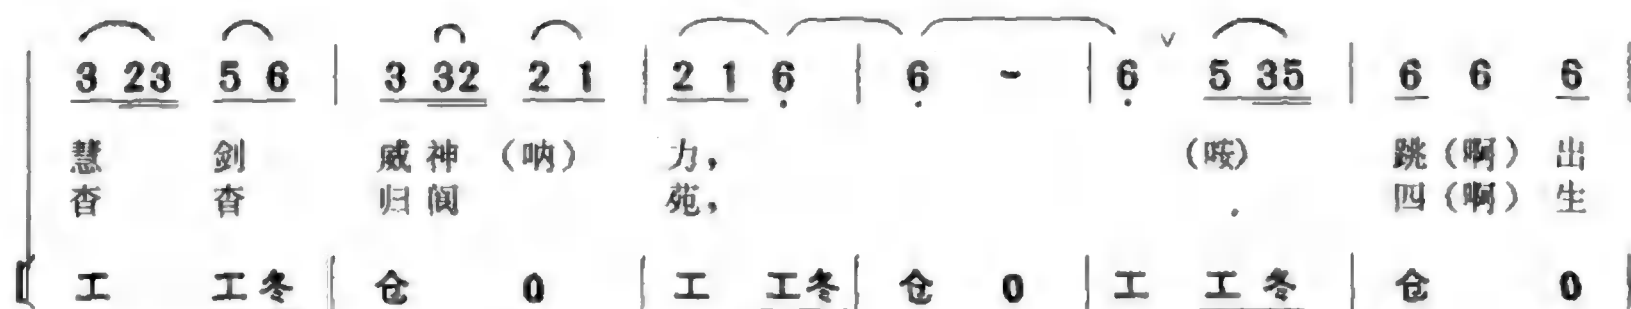 3 23 5 6 | 3 32 2 1 | 2 1 6 | 6 - | 6 ∨ 5 35 | 6 6 6
慧 剑 威 神 (呐) 力, (咹) 跳 (啊) 出
杳 杳 归 阆 苑, 四 (啊) 生
工 工冬 | 仓 0 | 工 工冬 | 仓 0 | 工 工冬 | 仓 0